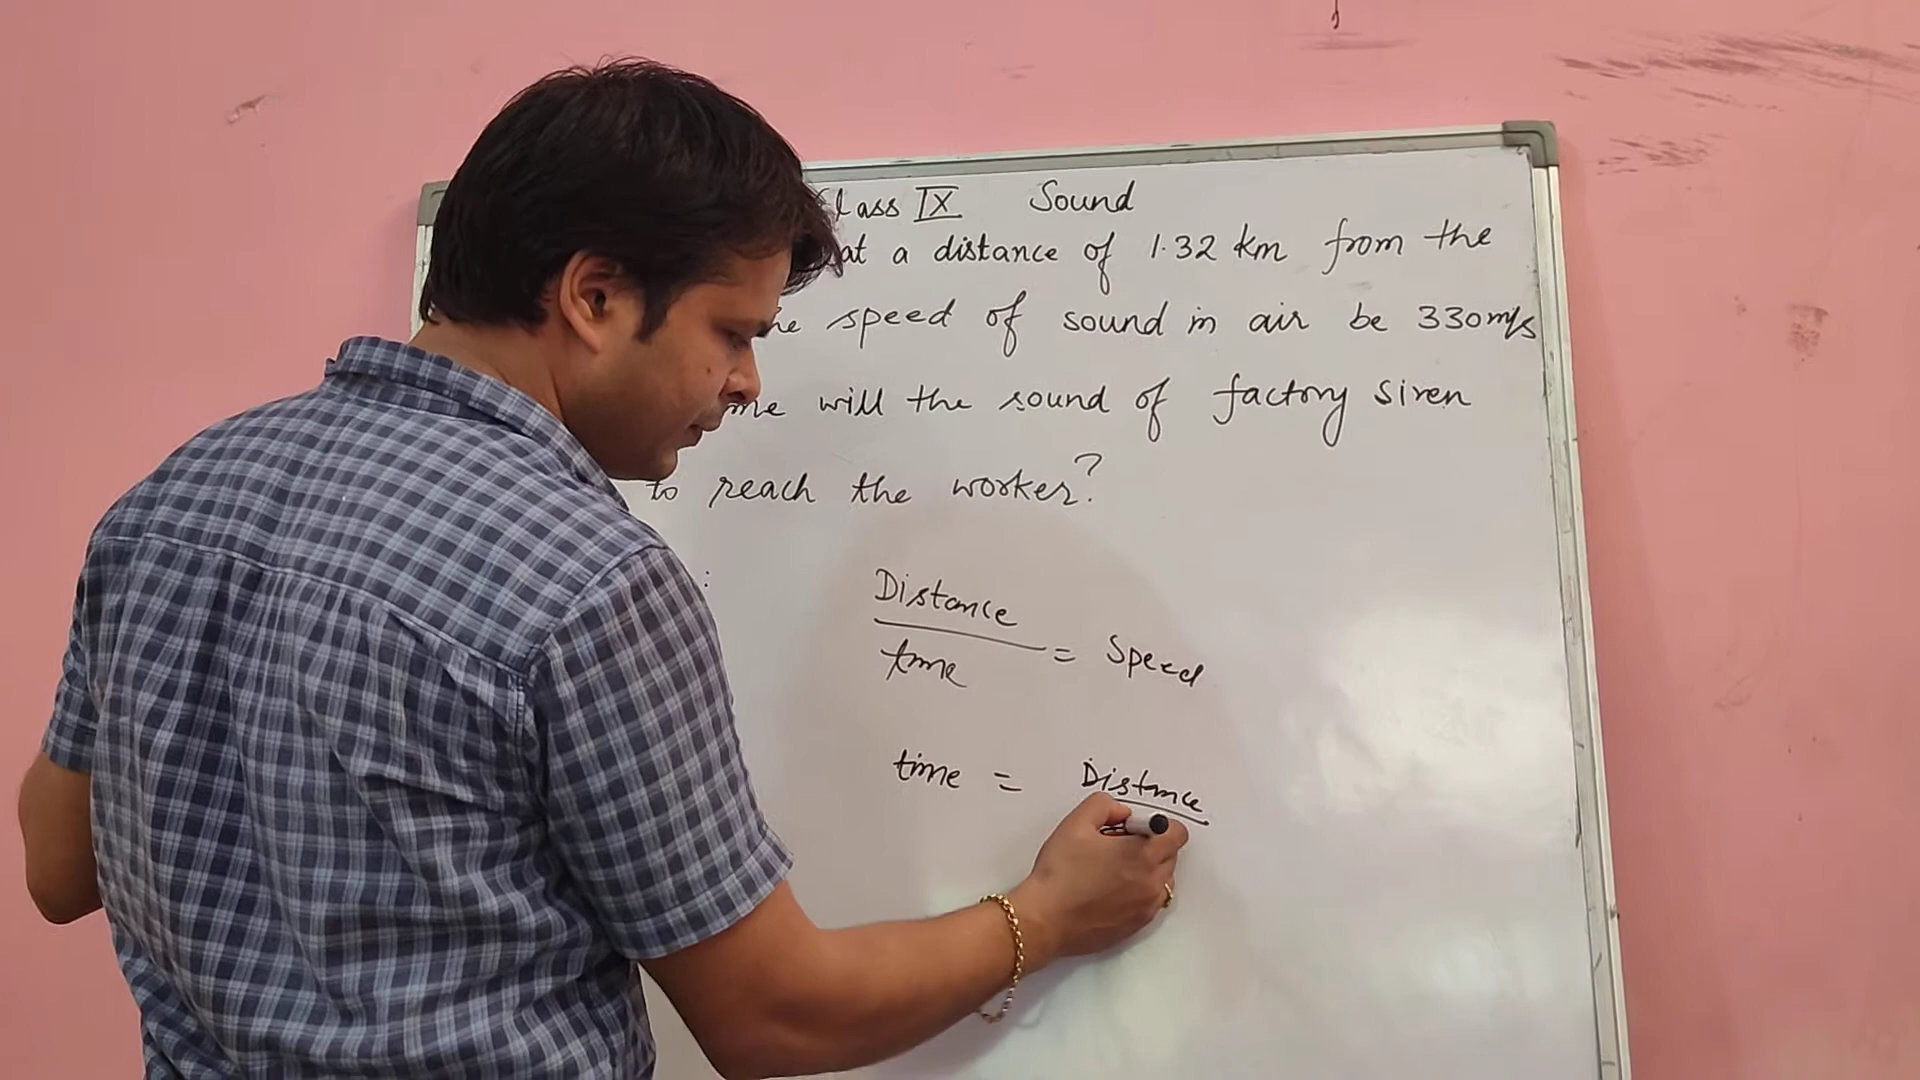 Class IX Sound
at a distance of 1.32 km from the
speed of sound in air be 330m/s
will the sound of factory siren
to reach the worker?
:
Distance
time
= Speed
time = Distance